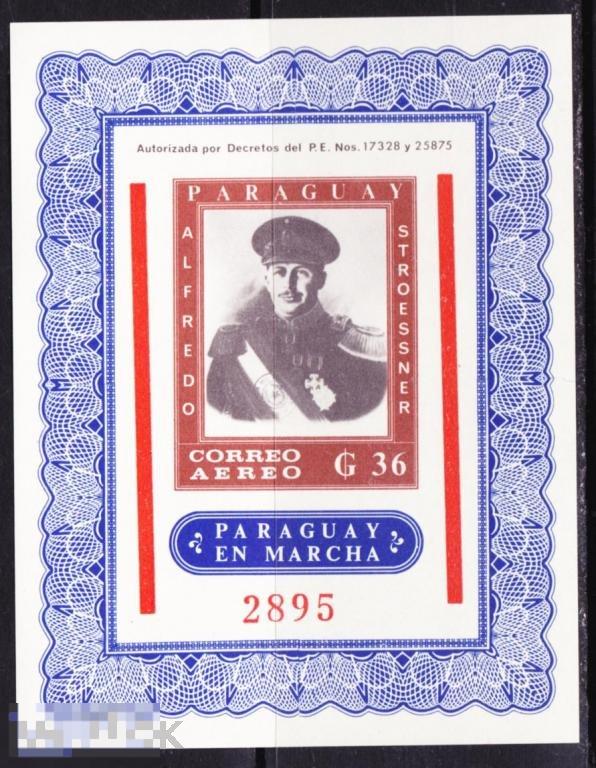 Autorizada por Decretos del P.E. Nos. 17328 y 25875
PARAGUAY
ALFREDO
STROESSNER
CORREO
AEREO
₲ 36
PARAGUAY
EN MARCHA
2895